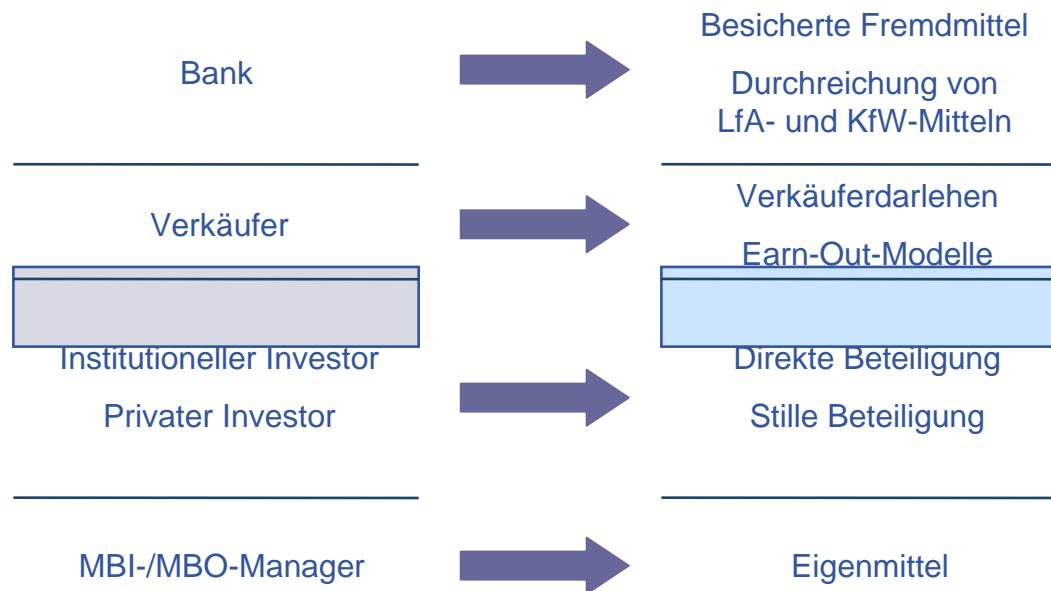 Bank
Besicherte Fremdmittel
Durchreichung von
LfA- und KfW-Mitteln
Verkäufer
Verkäuferdarlehen
Earn-Out-Modelle
Institutioneller Investor
Privater Investor
Direkte Beteiligung
Stille Beteiligung
MBI-/MBO-Manager
Eigenmittel